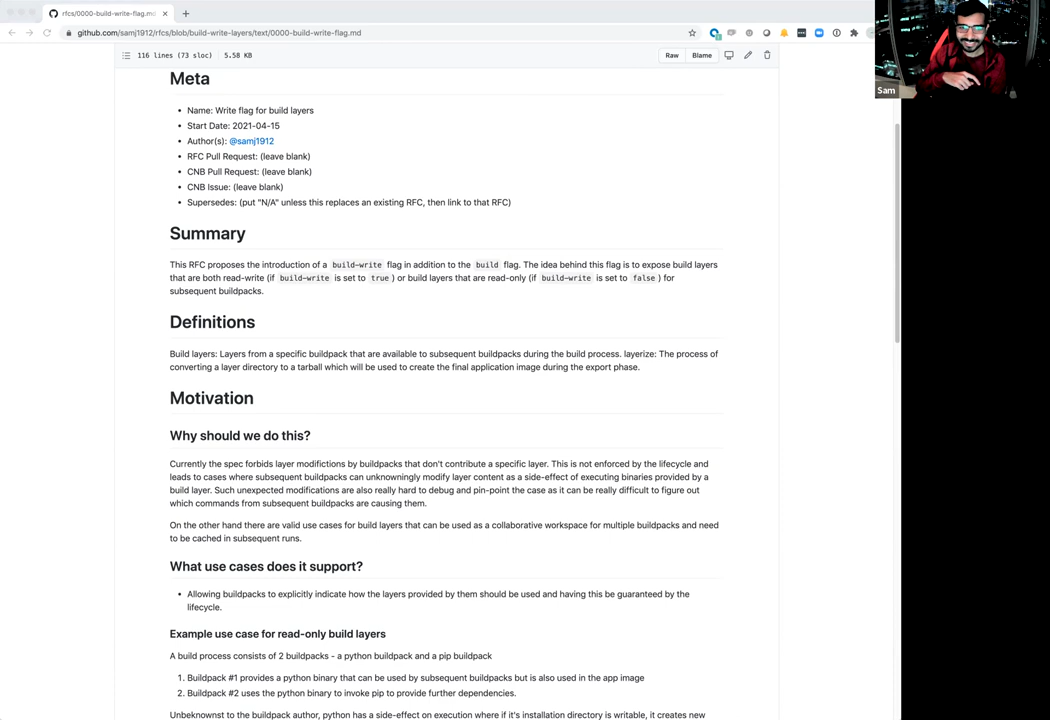 rfcs/0000-build-write-flag.md
github.com/samj1912/rfcs/blob/build-write-layers/text/0000-build-write-flag.md
116 lines (73 sloc) 5.58 KB
Raw Blame
Sam
Meta
Name: Write flag for build layers
Start Date: 2021-04-15
Author(s): @samj1912
RFC Pull Request: (leave blank)
CNB Pull Request: (leave blank)
CNB Issue: (leave blank)
Supersedes: (put "N/A" unless this replaces an existing RFC, then link to that RFC)
Summary
This RFC proposes the introduction of a build-write flag in addition to the build flag. The idea behind this flag is to expose build layers
that are both read-write (if build-write is set to true ) or build layers that are read-only (if build-write is set to false ) for
subsequent buildpacks.
Definitions
Build layers: Layers from a specific buildpack that are available to subsequent buildpacks during the build process. layerize: The process of
converting a layer directory to a tarball which will be used to create the final application image during the export phase.
Motivation
Why should we do this?
Currently the spec forbids layer modifictions by buildpacks that don't contribute a specific layer. This is not enforced by the lifecycle and
leads to cases where subsequent buildpacks can unknowningly modify layer content as a side-effect of executing binaries provided by a
build layer. Such unexpected modifications are also really hard to debug and pin-point the case as it can be really difficult to figure out
which commands from subsequent buildpacks are causing them.
On the other hand there are valid use cases for build layers that can be used as a collaborative workspace for multiple buildpacks and need
to be cached in subsequent runs.
What use cases does it support?
Allowing buildpacks to explicitly indicate how the layers provided by them should be used and having this be guaranteed by the
lifecycle.
Example use case for read-only build layers
A build process consists of 2 buildpacks - a python buildpack and a pip buildpack
1. Buildpack #1 provides a python binary that can be used by subsequent buildpacks but is also used in the app image
2. Buildpack #2 uses the python binary to invoke pip to provide further dependencies.
Unbeknownst to the buildpack author, python has a side-effect on execution where if it's installation directory is writable, it creates new